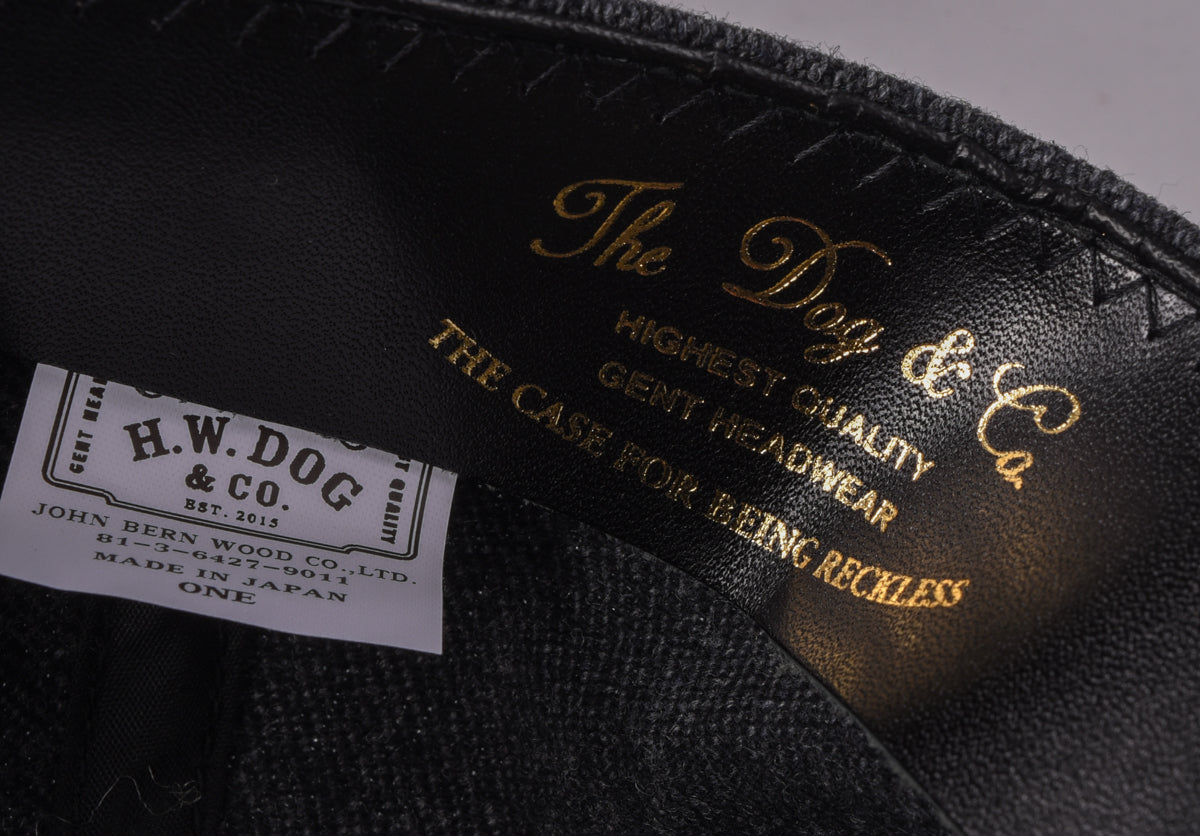 The Dog & Co.
HIGHEST QUALITY
GENT HEADWEAR
THE CASE FOR BEING RECKLESS
GENT
H.W. DOG
& CO.
EST. 2015
QUALITY
JOHN BERN WOOD CO.,LTD.
81-3-6427-9011
MADE IN JAPAN
ONE